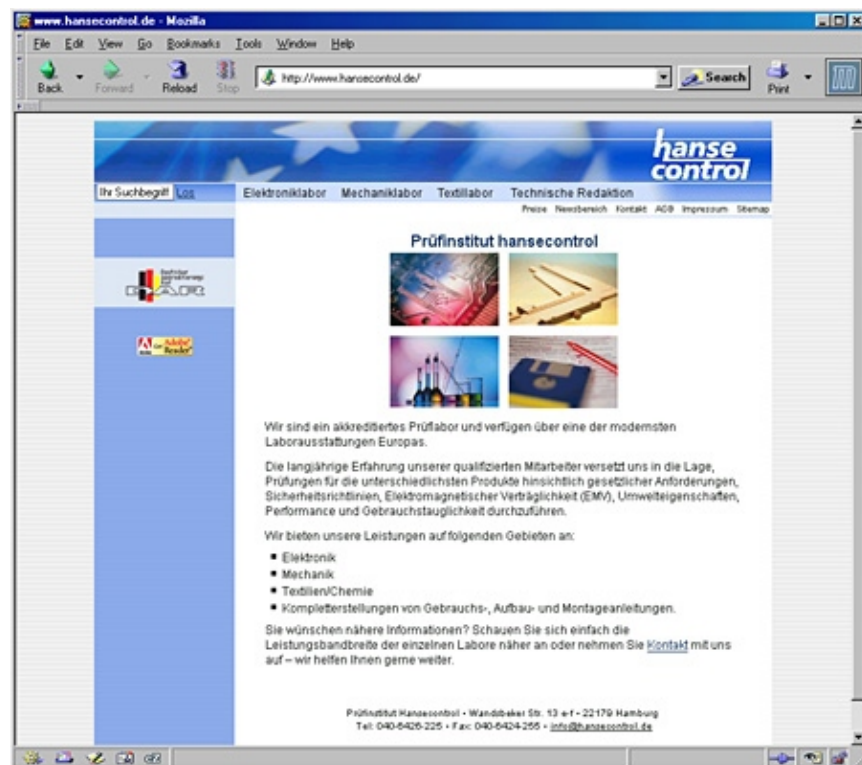 www.hansecontrol.de - Mozilla
File Edit View Go Bookmarks Tools Window Help
Back Forward Reload Stop http://www.hansecontrol.de/ Search Print
hanse
control
Ihr Suchbegriff Los Elektroniklabor Mechaniklabor Textillabor Technische Redaktion
Preise Newsbereich Kontakt AGB Impressum Sitemap
Prüfinstitut hansecontrol
DAR
Adobe
Reader
Wir sind ein akkreditiertes Prüflabor und verfügen über eine der modernsten
Laborausstattungen Europas.
Die langjährige Erfahrung unserer qualifizierten Mitarbeiter versetzt uns in die Lage,
Prüfungen für die unterschiedlichsten Produkte hinsichtlich gesetzlicher Anforderungen,
Sicherheitsrichtlinien, Elektromagnetischer Verträglichkeit (EMV), Umwelteigenschaften,
Performance und Gebrauchstauglichkeit durchzuführen.
Wir bieten unsere Leistungen auf folgenden Gebieten an:
Elektronik
Mechanik
Textilien/Chemie
Kompletterstellungen von Gebrauchs-, Aufbau- und Montageanleitungen.
Sie wünschen nähere Informationen? Schauen Sie sich einfach die
Leistungsbandbreite der einzelnen Labore näher an oder nehmen Sie Kontakt mit uns
auf – wir helfen Ihnen gerne weiter.
Prüfinstitut Hansecontrol • Wandsbeker Str. 13 e-f • 22179 Hamburg
Tel: 040-6426-225 • Fax: 040-6424-255 • info@hansecontrol.de